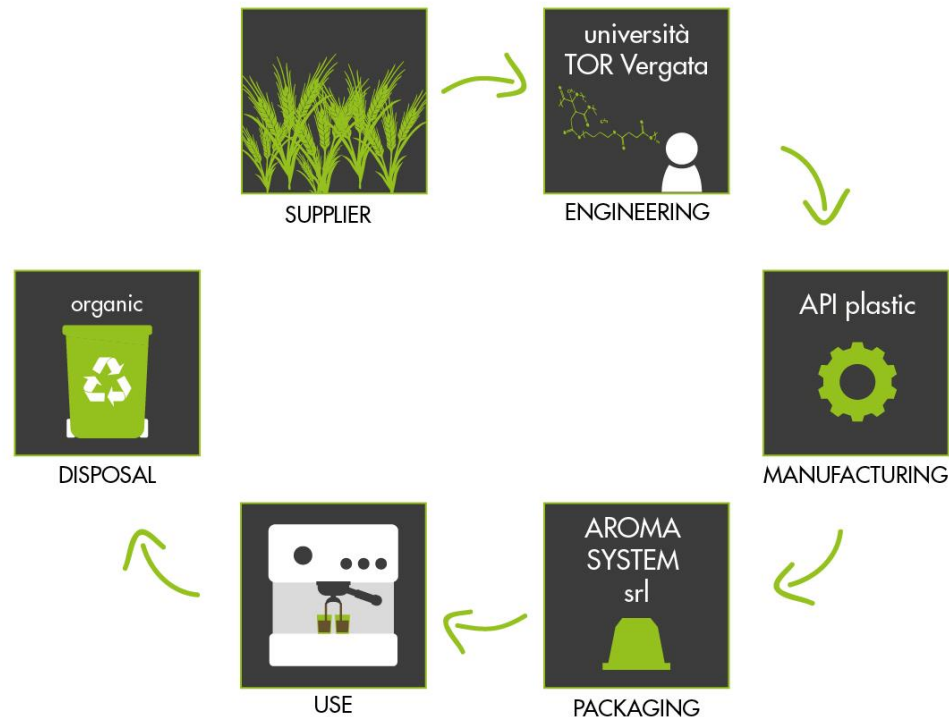 SUPPLIER
università
TOR Vergata
ENGINEERING
API plastic
MANUFACTURING
AROMA
SYSTEM
srl
PACKAGING
USE
organic
DISPOSAL